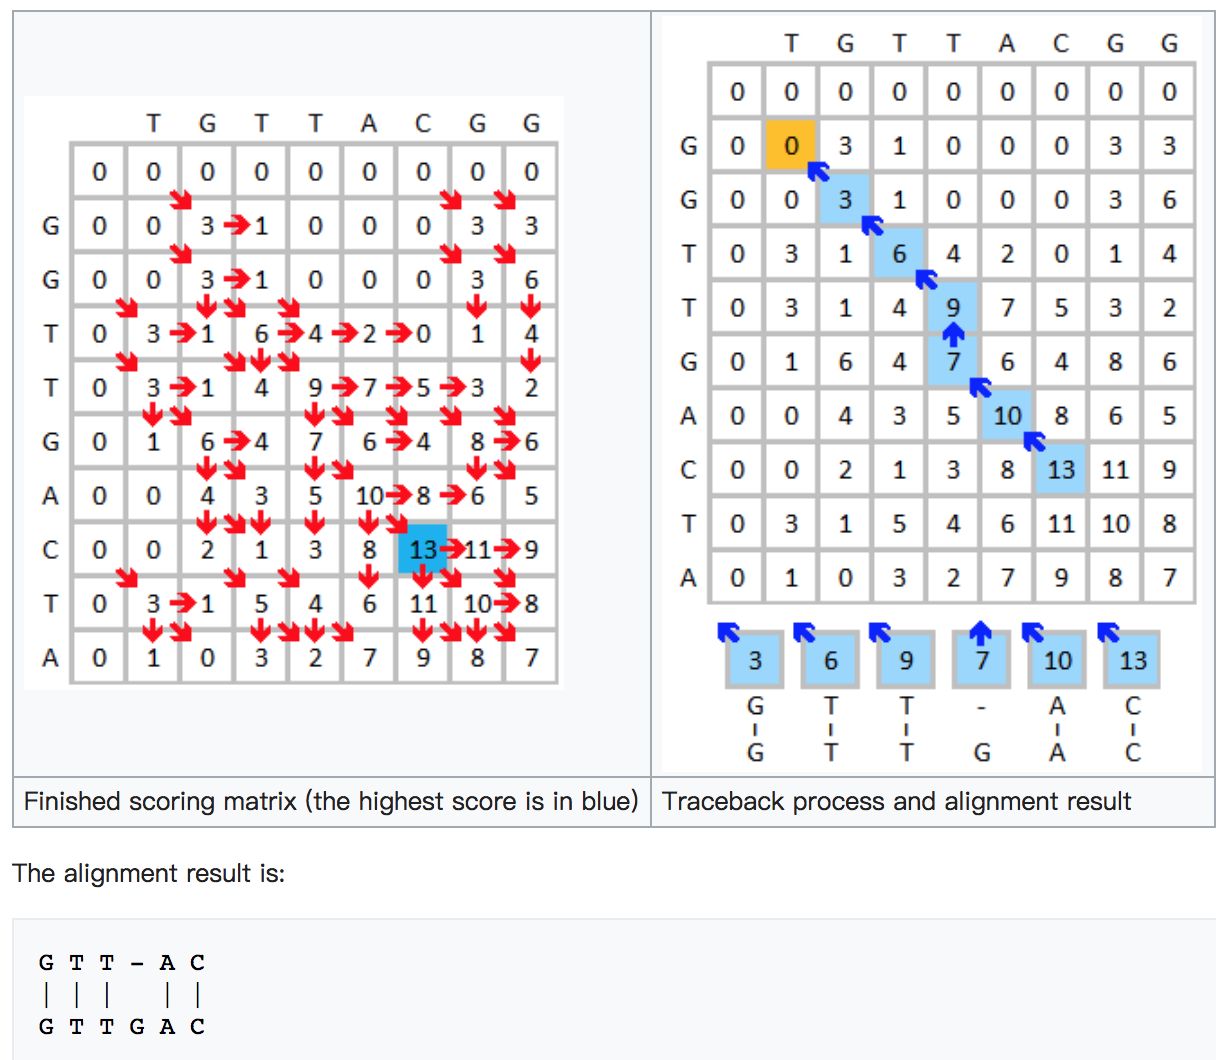 T G T T A C G G
0 0 0 0 0 0 0 0 0
G 0 0 3 1 0 0 0 3 3
G 0 0 3 1 0 0 0 3 6
T 0 3 1 6 4 2 0 1 4
T 0 3 1 4 9 7 5 3 2
G 0 1 6 4 7 6 4 8 6
A 0 0 4 3 5 10 8 6 5
C 0 0 2 1 3 8 13 11 9
T 0 3 1 5 4 6 11 10 8
A 0 1 0 3 2 7 9 8 7
Finished scoring matrix (the highest score is in blue)
T G T T A C G G
0 0 0 0 0 0 0 0 0
G 0 0 3 1 0 0 0 3 3
G 0 0 3 1 0 0 0 3 6
T 0 3 1 6 4 2 0 1 4
T 0 3 1 4 9 7 5 3 2
G 0 1 6 4 7 6 4 8 6
A 0 0 4 3 5 10 8 6 5
C 0 0 2 1 3 8 13 11 9
T 0 3 1 5 4 6 11 10 8
A 0 1 0 3 2 7 9 8 7
3 6 9 7 10 13
G T T - A C
G T T G A C
Traceback process and alignment result
The alignment result is:
G T T - A C
| | |   | |
G T T G A C